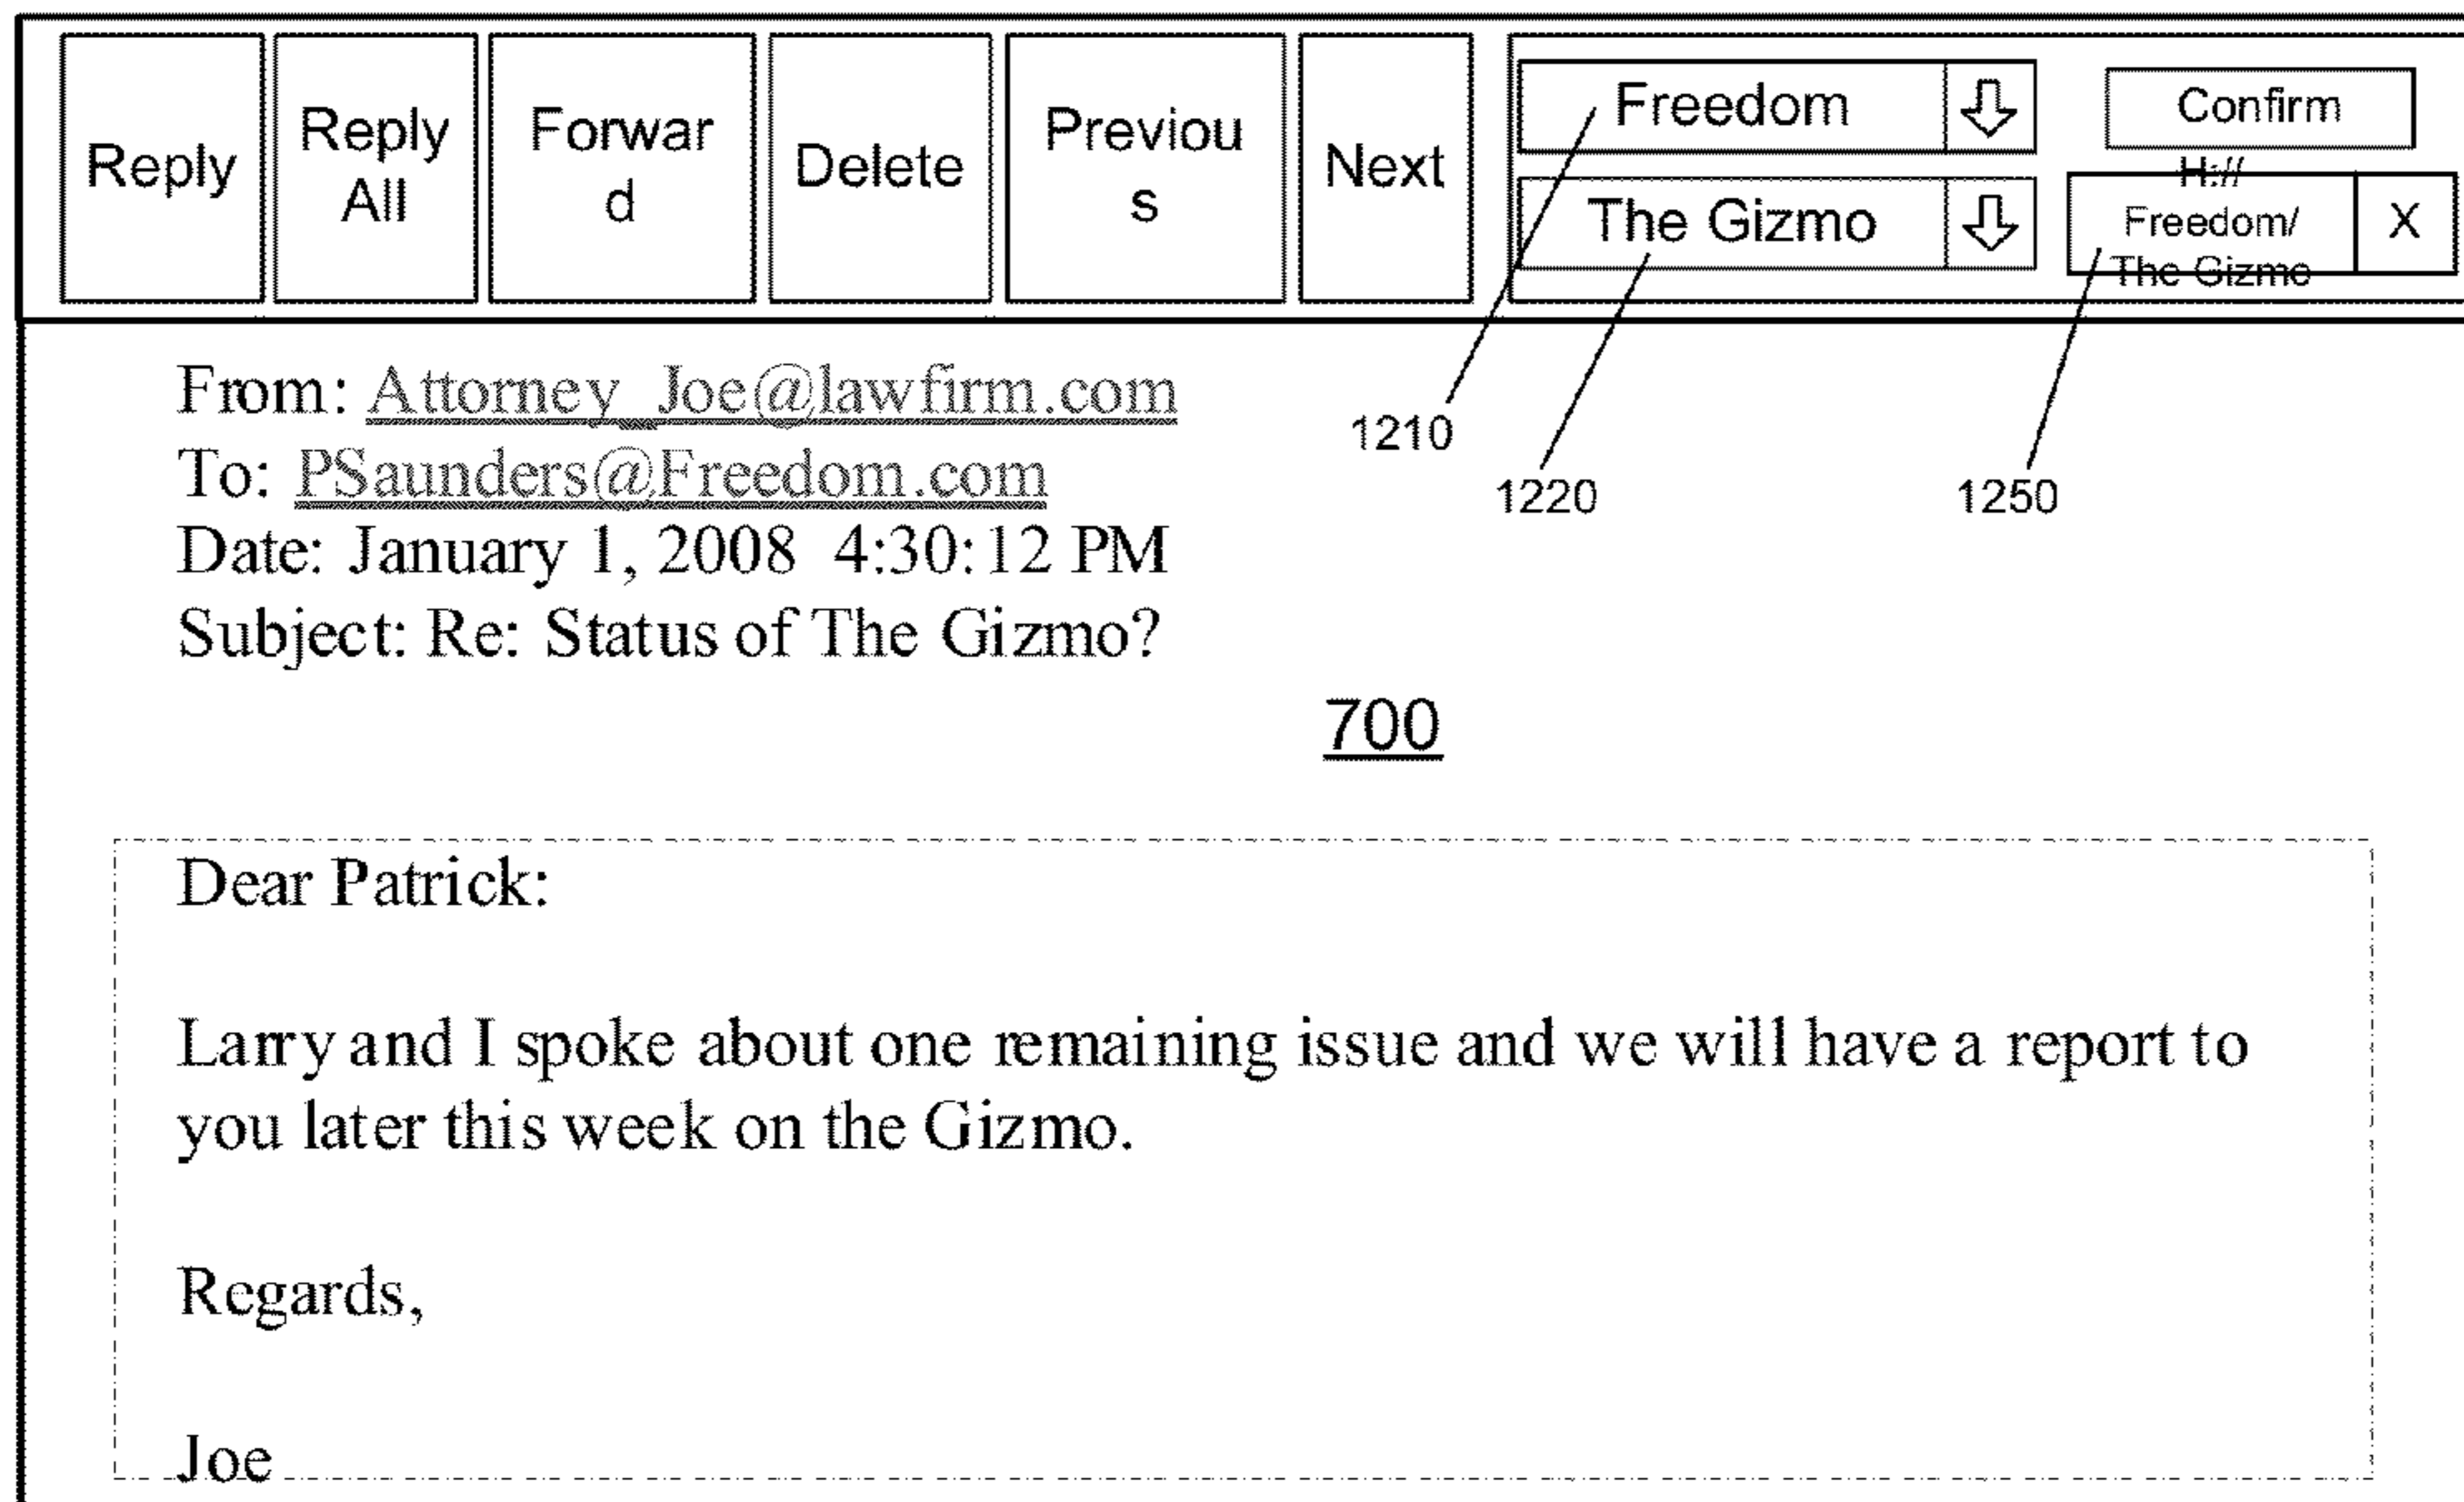 Reply
Reply
All
Forwar
d
Delete
Previou
s
Next
Freedom
The Gizmo
Confirm
H://
Freedom/
The Gizmo
X
1210
1220
1250
From: Attorney_Joe@lawfirm.com
To: PSaunders@Freedom.com
Date: January 1, 2008 4:30:12 PM
Subject: Re: Status of The Gizmo?
700
Dear Patrick:
Larry and I spoke about one remaining issue and we will have a report to
you later this week on the Gizmo.
Regards,
Joe